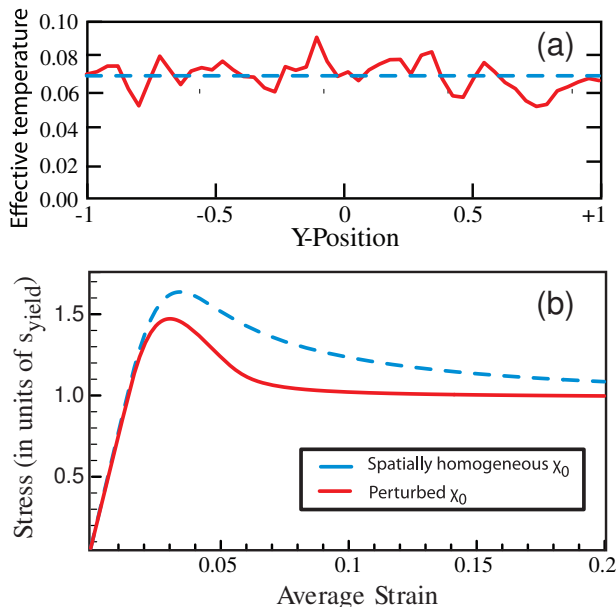 (a)
Effective temperature
0.10
0.08
0.06
0.04
0.02
0.00
-1
-0.5
0
0.5
+1
Y-Position
(b)
Stress (in units of s_yield)
1.5
1.0
0.5
Spatially homogeneous χ₀
Perturbed χ₀
0.05
0.1
0.15
0.2
Average Strain